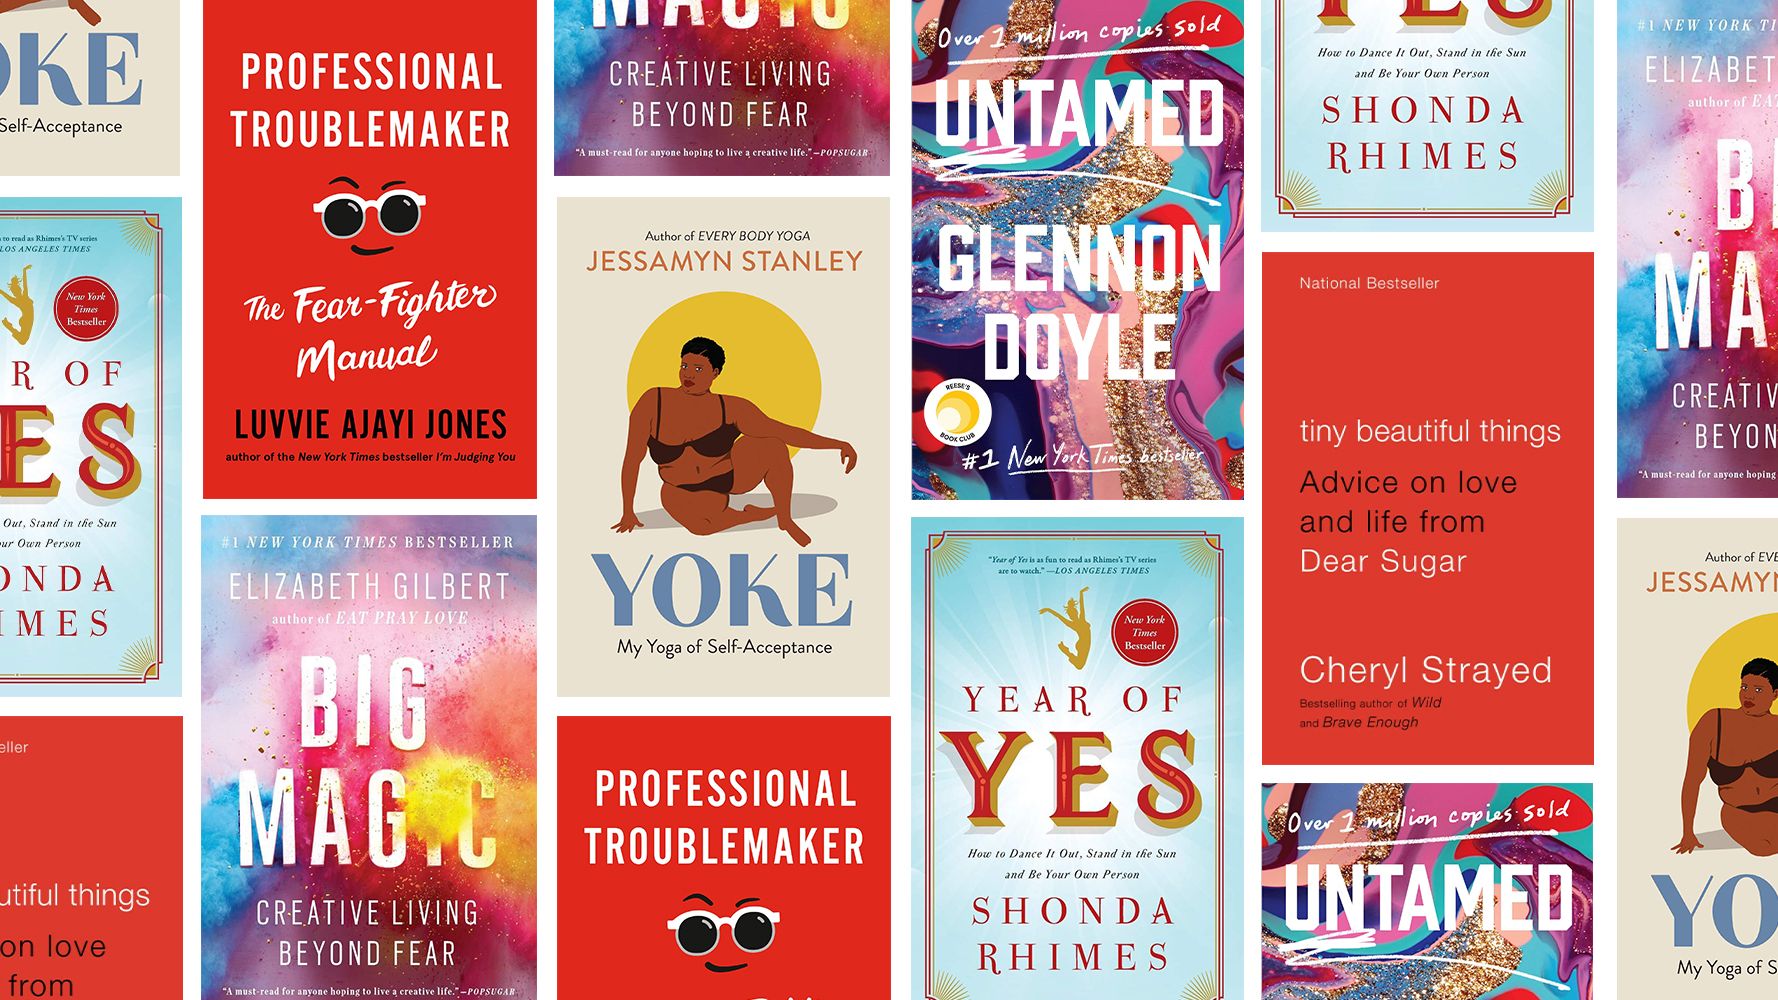 OKE
Self-Acceptance
to read as Rhimes's TV series
LOS ANGELES TIMES
New York
Times
Bestseller
R OF
ES
Out, Stand in the Sun
ur Own Person
ONDA
IMES
eller
utiful things
on love
from
PROFESSIONAL
TROUBLEMAKER
The Fear-Fighter
Manual
LUVVIE AJAYI JONES
author of the New York Times bestseller I'm Judging You
#1 NEW YORK TIMES BESTSELLER
ELIZABETH GILBERT
author of EAT PRAY LOVE
BIG
MAGIC
CREATIVE LIVING
BEYOND FEAR
"A must-read for anyone hoping to live a creative life."—POPSUGAR
MAGIC
CREATIVE LIVING
BEYOND FEAR
"A must-read for anyone hoping to live a creative life."—POPSUGAR
Author of EVERY BODY YOGA
JESSAMYN STANLEY
YOKE
My Yoga of Self-Acceptance
PROFESSIONAL
TROUBLEMAKER
Over 1 million copies sold
UNTAMED
GLENNON
DOYLE
REESE'S
BOOK CLUB
#1 New York Times bestseller
"Year of Yes is as fun to read as Rhimes's TV series
are to watch." —LOS ANGELES TIMES
New York
Times
Bestseller
YEAR OF
YES
How to Dance It Out, Stand in the Sun
and Be Your Own Person
SHONDA
RHIMES
YES
How to Dance It Out, Stand in the Sun
and Be Your Own Person
SHONDA
RHIMES
National Bestseller
tiny beautiful things
Advice on love
and life from
Dear Sugar
Cheryl Strayed
Bestselling author of Wild
and Brave Enough
Over 1 million copies sold
UNTAMED
#1 NEW YORK TI
ELIZABET
author of EA
BI
MA
CREATIV
BEYON
"A must-read for anyone hoping
Author of EVE
JESSAMYN
YO
My Yoga of S